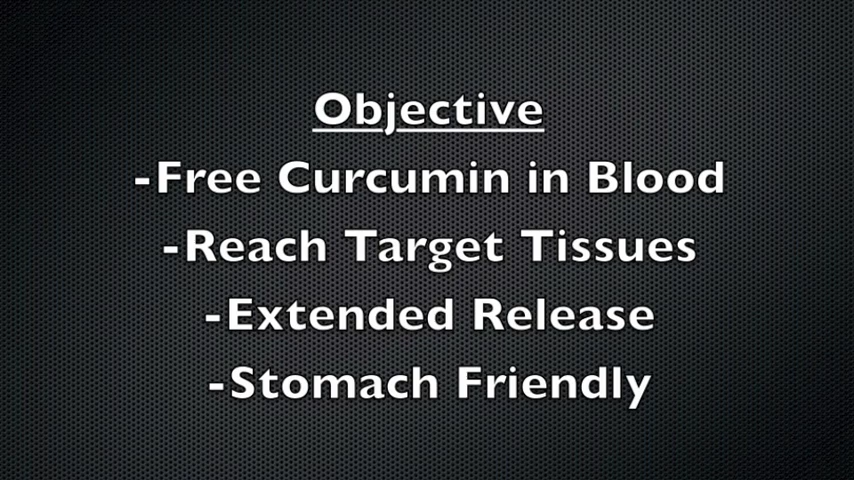 Objective
-Free Curcumin in Blood
-Reach Target Tissues
-Extended Release
-Stomach Friendly